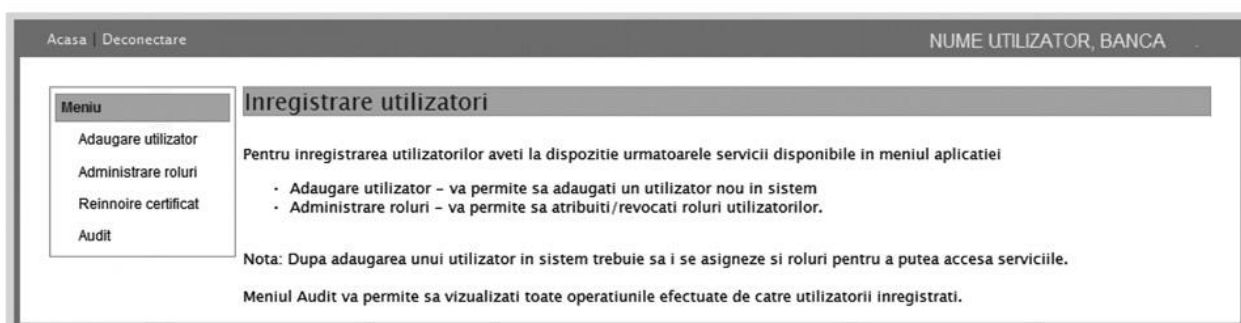 Acasa | Deconectare
NUME UTILIZATOR, BANCA
Meniu
Adaugare utilizator
Administrare roluri
Reinnoire certificat
Audit
Inregistrare utilizatori
Pentru inregistrarea utilizatorilor aveti la dispozitie urmatoarele servicii disponibile in meniul aplicatiei
· Adaugare utilizator – va permite sa adaugati un utilizator nou in sistem
· Administrare roluri – va permite sa atribuiti/revocati roluri utilizatorilor.
Nota: Dupa adaugarea unui utilizator in sistem trebuie sa i se asigneze si roluri pentru a putea accesa serviciile.
Meniul Audit va permite sa vizualizati toate operatiunile efectuate de catre utilizatorii inregistrati.